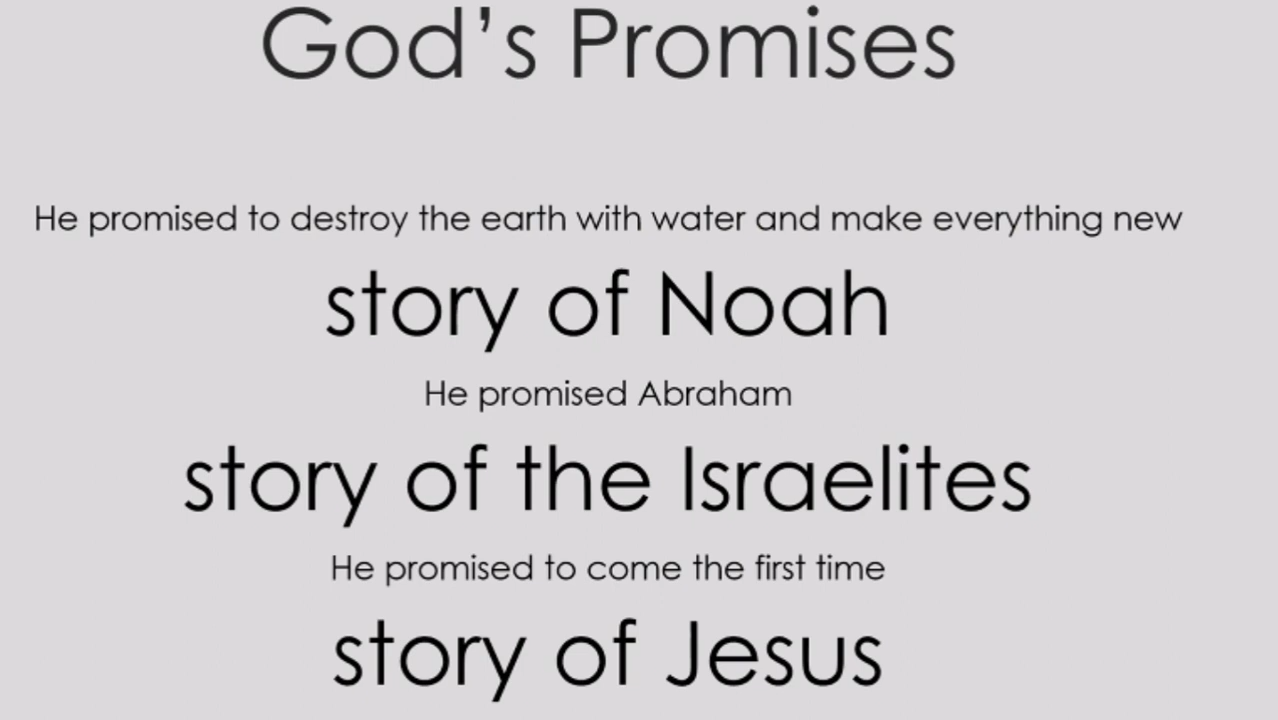 God’s Promises
He promised to destroy the earth with water and make everything new
story of Noah
He promised Abraham
story of the Israelites
He promised to come the first time
story of Jesus